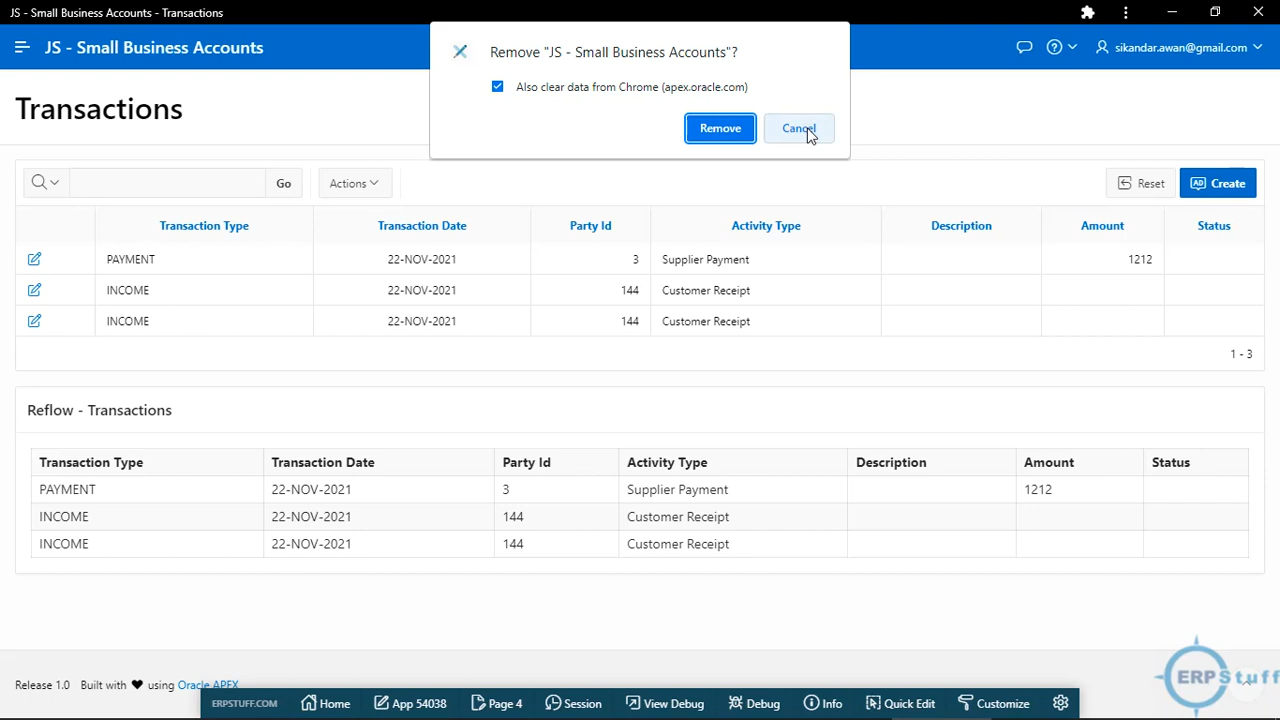 JS - Small Business Accounts - Transactions
JS - Small Business Accounts
sikandar.awan@gmail.com
Remove "JS - Small Business Accounts"?
Also clear data from Chrome (apex.oracle.com)
Remove
Cancel
Transactions
Go
Actions
Reset
Create
Transaction Type Transaction Date Party Id Activity Type Description Amount Status
PAYMENT 22-NOV-2021 3 Supplier Payment 1212
INCOME 22-NOV-2021 144 Customer Receipt
INCOME 22-NOV-2021 144 Customer Receipt
1 - 3
Reflow - Transactions
Transaction Type Transaction Date Party Id Activity Type Description Amount Status
PAYMENT 22-NOV-2021 3 Supplier Payment 1212
INCOME 22-NOV-2021 144 Customer Receipt
INCOME 22-NOV-2021 144 Customer Receipt
ERPStuff
Release 1.0 Built with ♥ using Oracle APEX
ERPSTUFF.COM Home App 54038 Page 4 Session View Debug Debug Info Quick Edit Customize